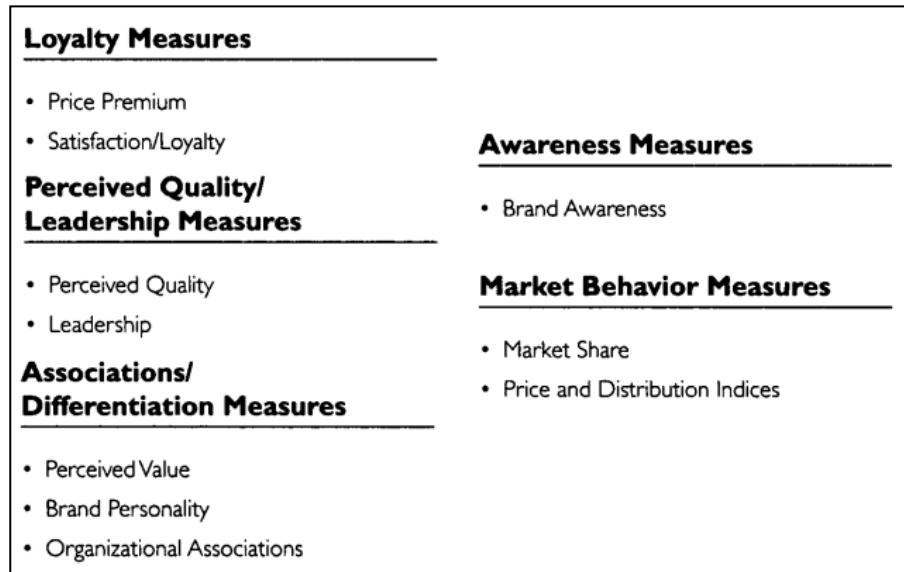 Loyalty Measures
• Price Premium
• Satisfaction/Loyalty
Perceived Quality/
Leadership Measures
• Perceived Quality
• Leadership
Associations/
Differentiation Measures
• Perceived Value
• Brand Personality
• Organizational Associations
Awareness Measures
• Brand Awareness
Market Behavior Measures
• Market Share
• Price and Distribution Indices